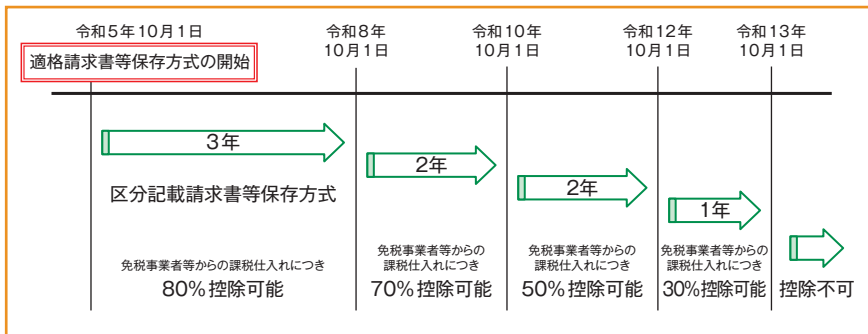 令和5年10月1日
令和8年
10月1日
令和10年
10月1日
令和12年
10月1日
令和13年
10月1日
適格請求書等保存方式の開始
3年
2年
2年
1年
区分記載請求書等保存方式
免税事業者等からの課税仕入れにつき
80%控除可能
免税事業者等からの
課税仕入れにつき
70%控除可能
免税事業者等からの
課税仕入れにつき
50%控除可能
免税事業者等からの
課税仕入れにつき
30%控除可能
控除不可